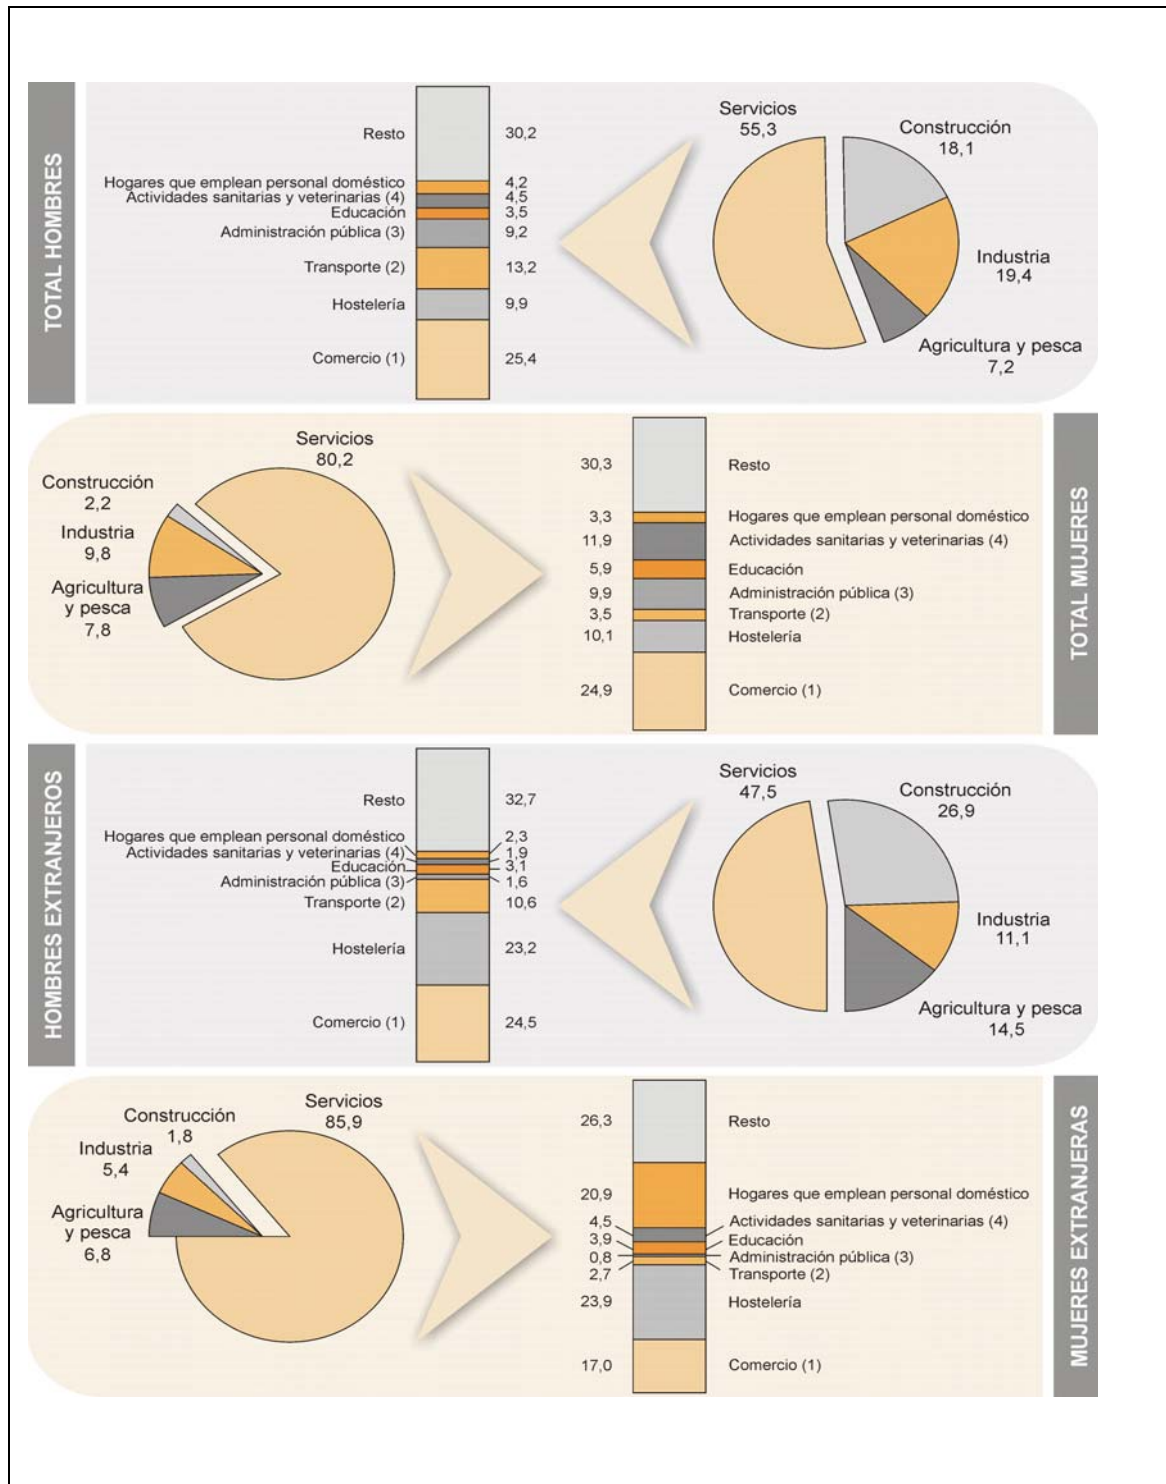 TOTAL HOMBRES
Resto 30,2
Hogares que emplean personal doméstico 4,2
Actividades sanitarias y veterinarias (4) 4,5
Educación 3,5
Administración pública (3) 9,2
Transporte (2) 13,2
Hostelería 9,9
Comercio (1) 25,4
Servicios
55,3
Construcción
18,1
Industria
19,4
Agricultura y pesca
7,2
Servicios
80,2
Construcción
2,2
Industria
9,8
Agricultura
y pesca
7,8
30,3 Resto
3,3 Hogares que emplean personal doméstico
11,9 Actividades sanitarias y veterinarias (4)
5,9 Educación
9,9 Administración pública (3)
3,5 Transporte (2)
10,1 Hostelería
24,9 Comercio (1)
TOTAL MUJERES
HOMBRES EXTRANJEROS
Resto 32,7
Hogares que emplean personal doméstico 2,3
Actividades sanitarias y veterinarias (4) 1,9
Educación 3,1
Administración pública (3) 1,6
Transporte (2) 10,6
Hostelería 23,2
Comercio (1) 24,5
Servicios
47,5
Construcción
26,9
Industria
11,1
Agricultura y pesca
14,5
Servicios
85,9
Construcción
1,8
Industria
5,4
Agricultura
y pesca
6,8
26,3 Resto
20,9 Hogares que emplean personal doméstico
4,5 Actividades sanitarias y veterinarias (4)
3,9 Educación
0,8 Administración pública (3)
2,7 Transporte (2)
23,9 Hostelería
17,0 Comercio (1)
MUJERES EXTRANJERAS